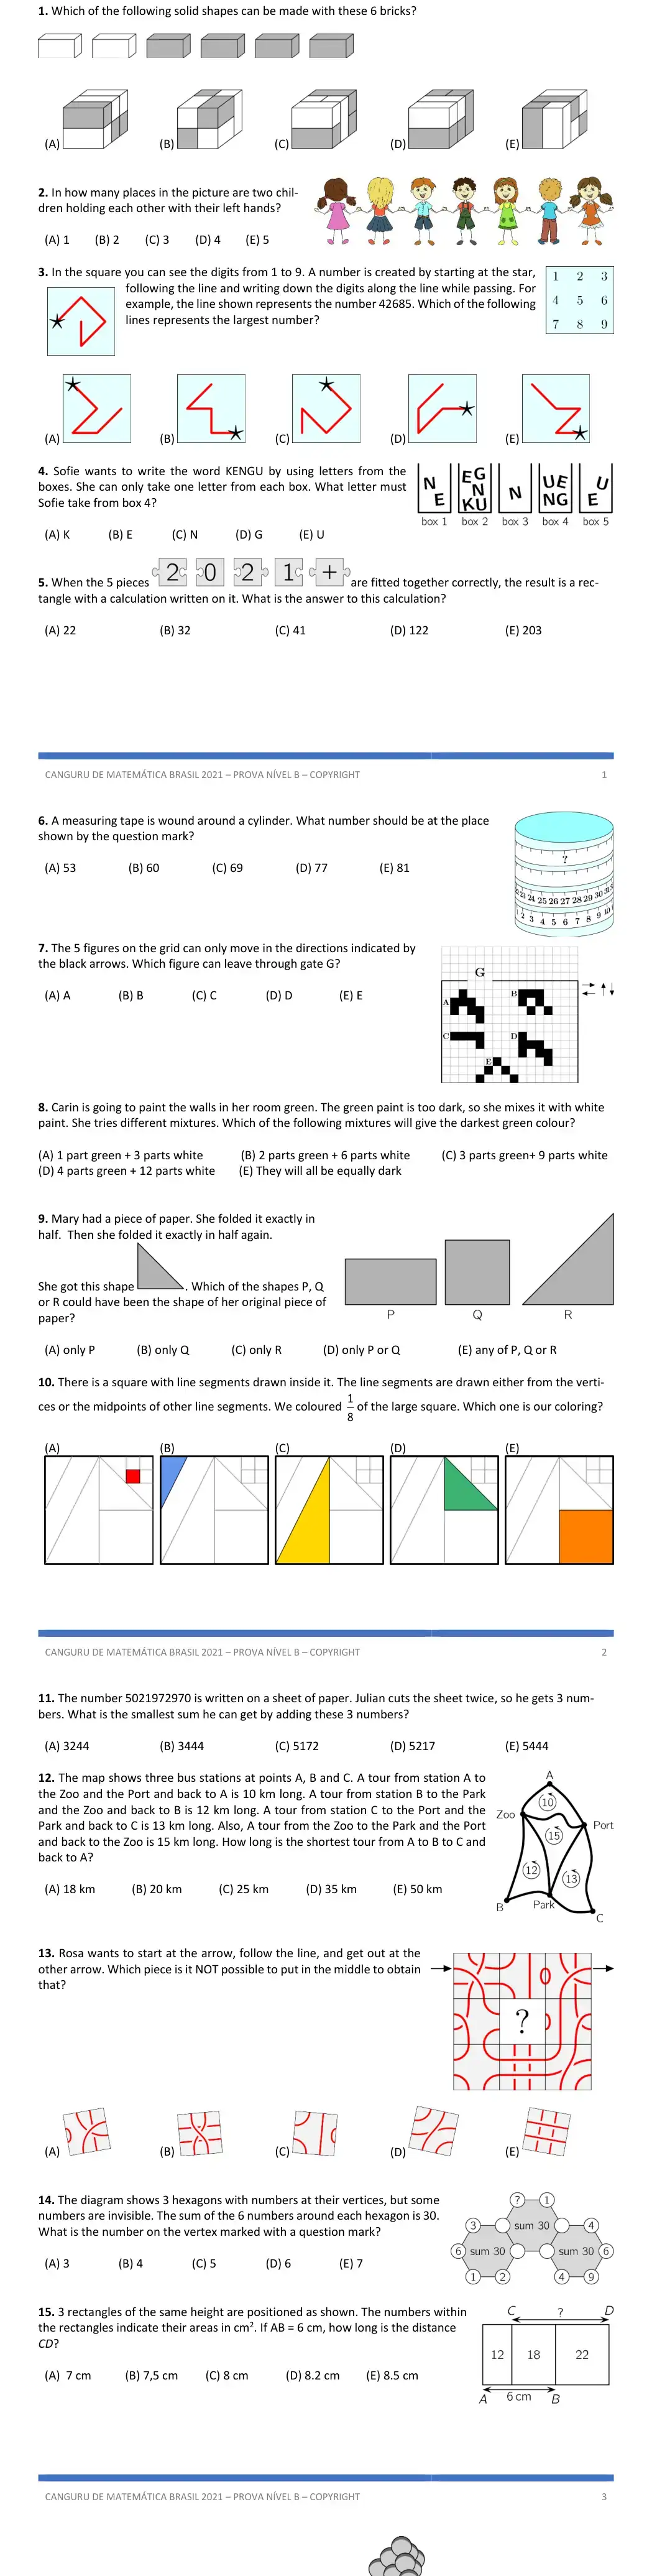 1. Which of the following solid shapes can be made with these 6 bricks?
(A) (B) (C) (D) (E)
2. In how many places in the picture are two chil-
dren holding each other with their left hands?
(A) 1 (B) 2 (C) 3 (D) 4 (E) 5
3. In the square you can see the digits from 1 to 9. A number is created by starting at the star,
following the line and writing down the digits along the line while passing. For
example, the line shown represents the number 42685. Which of the following
lines represents the largest number?
1 2 3
4 5 6
7 8 9
(A) (B) (C) (D) (E)
4. Sofie wants to write the word KENGU by using letters from the
boxes. She can only take one letter from each box. What letter must
Sofie take from box 4?
N E
EG N KU
N
UE NG
U E
box 1 box 2 box 3 box 4 box 5
(A) K (B) E (C) N (D) G (E) U
5. When the 5 pieces 2 0 2 1 + are fitted together correctly, the result is a rec-
tangle with a calculation written on it. What is the answer to this calculation?
(A) 22 (B) 32 (C) 41 (D) 122 (E) 203
CANGURU DE MATEMÁTICA BRASIL 2021 – PROVA NÍVEL B – COPYRIGHT 1
6. A measuring tape is wound around a cylinder. What number should be at the place
shown by the question mark?
?
23 24 25 26 27 28 29 30
1 2 3 4 5 6 7 8 9 10
(A) 53 (B) 60 (C) 69 (D) 77 (E) 81
7. The 5 figures on the grid can only move in the directions indicated by
the black arrows. Which figure can leave through gate G?
G
A B
C D
E
(A) A (B) B (C) C (D) D (E) E
8. Carin is going to paint the walls in her room green. The green paint is too dark, so she mixes it with white
paint. She tries different mixtures. Which of the following mixtures will give the darkest green colour?
(A) 1 part green + 3 parts white (B) 2 parts green + 6 parts white (C) 3 parts green+ 9 parts white
(D) 4 parts green + 12 parts white (E) They will all be equally dark
9. Mary had a piece of paper. She folded it exactly in
half. Then she folded it exactly in half again.
She got this shape . Which of the shapes P, Q
or R could have been the shape of her original piece of
paper?
P Q R
(A) only P (B) only Q (C) only R (D) only P or Q (E) any of P, Q or R
10. There is a square with line segments drawn inside it. The line segments are drawn either from the verti-
ces or the midpoints of other line segments. We coloured 1/8 of the large square. Which one is our coloring?
(A) (B) (C) (D) (E)
CANGURU DE MATEMÁTICA BRASIL 2021 – PROVA NÍVEL B – COPYRIGHT 2
11. The number 5021972970 is written on a sheet of paper. Julian cuts the sheet twice, so he gets 3 num-
bers. What is the smallest sum he can get by adding these 3 numbers?
(A) 3244 (B) 3444 (C) 5172 (D) 5217 (E) 5444
12. The map shows three bus stations at points A, B and C. A tour from station A to
the Zoo and the Port and back to A is 10 km long. A tour from station B to the Park
and the Zoo and back to B is 12 km long. A tour from station C to the Port and the
Park and back to C is 13 km long. Also, A tour from the Zoo to the Park and the Port
and back to the Zoo is 15 km long. How long is the shortest tour from A to B to C and
back to A?
A
10
Zoo
Port
15
12
13
B
Park
C
(A) 18 km (B) 20 km (C) 25 km (D) 35 km (E) 50 km
13. Rosa wants to start at the arrow, follow the line, and get out at the
other arrow. Which piece is it NOT possible to put in the middle to obtain
that?
?
(A) (B) (C) (D) (E)
14. The diagram shows 3 hexagons with numbers at their vertices, but some
numbers are invisible. The sum of the 6 numbers around each hexagon is 30.
What is the number on the vertex marked with a question mark?
? 1
3 sum 30 4
6 sum 30 sum 30 6
1 2 4 9
(A) 3 (B) 4 (C) 5 (D) 6 (E) 7
15. 3 rectangles of the same height are positioned as shown. The numbers within
the rectangles indicate their areas in cm². If AB = 6 cm, how long is the distance
CD?
C ? D
12 18 22
A 6 cm B
(A) 7 cm (B) 7,5 cm (C) 8 cm (D) 8.2 cm (E) 8.5 cm
CANGURU DE MATEMÁTICA BRASIL 2021 – PROVA NÍVEL B – COPYRIGHT 3